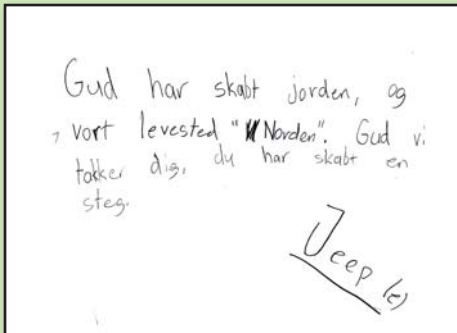 Gud har skabt jorden, og
vort levested "Norden". Gud vi
takker dig, du har skabt en
steg.
Jeep (e)